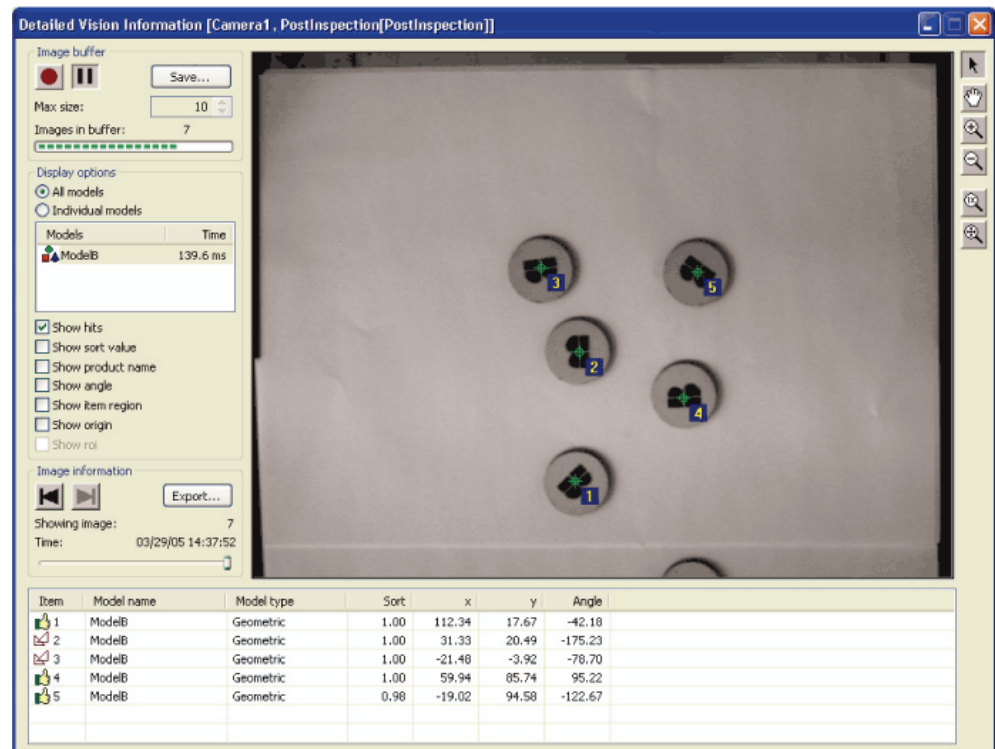 Detailed Vision Information [Camera1 , PostInspection[PostInspection]]
Image buffer
Save...
Max size: 10
Images in buffer: 7
Display options
All models
Individual models
Models Time
ModelB 139.6 ms
Show hits
Show sort value
Show product name
Show angle
Show item region
Show origin
Show roi
Image information
Export...
Showing image: 7
Time: 03/29/05 14:37:52
B 3
B 5
B 2
B 4
B 1
Item Model name Model type Sort x y Angle
1 ModelB Geometric 1.00 112.34 17.67 -42.18
2 ModelB Geometric 1.00 31.33 20.49 -175.23
3 ModelB Geometric 1.00 -21.48 -3.92 -78.70
4 ModelB Geometric 1.00 59.94 85.74 95.22
5 ModelB Geometric 0.98 -19.02 94.58 -122.67